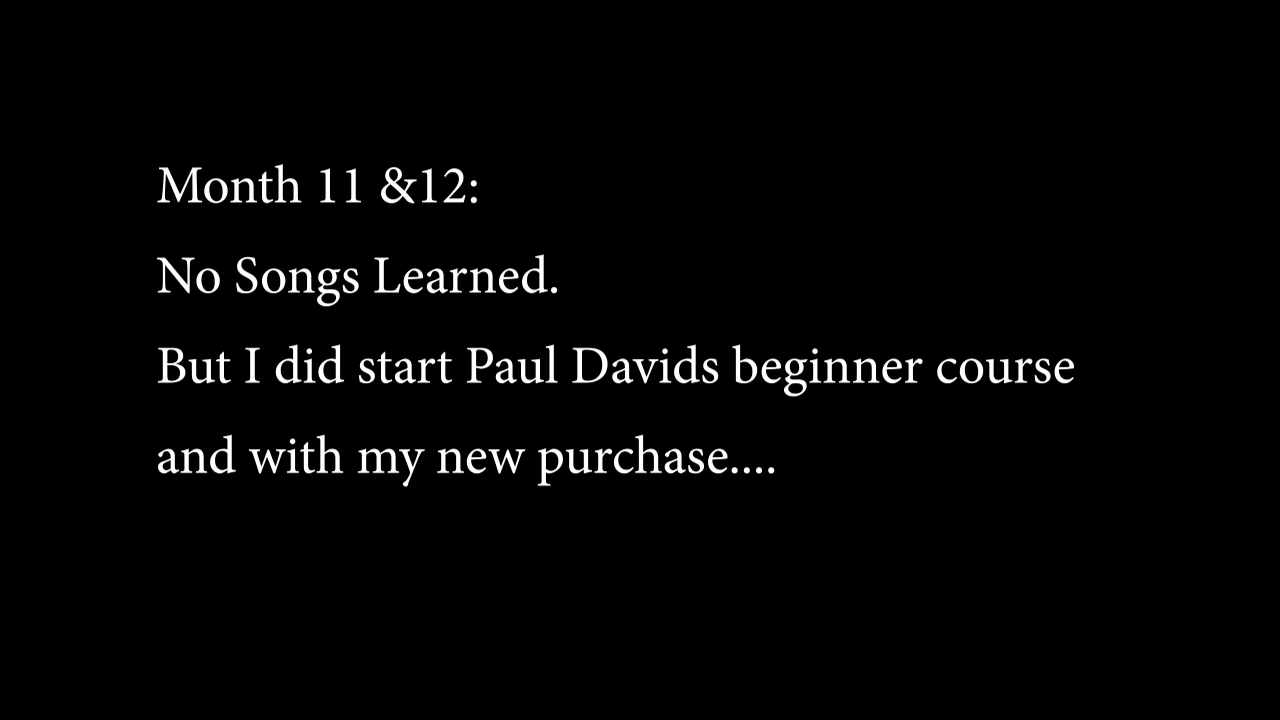 Month 11 &12:
No Songs Learned.
But I did start Paul Davids beginner course
and with my new purchase....